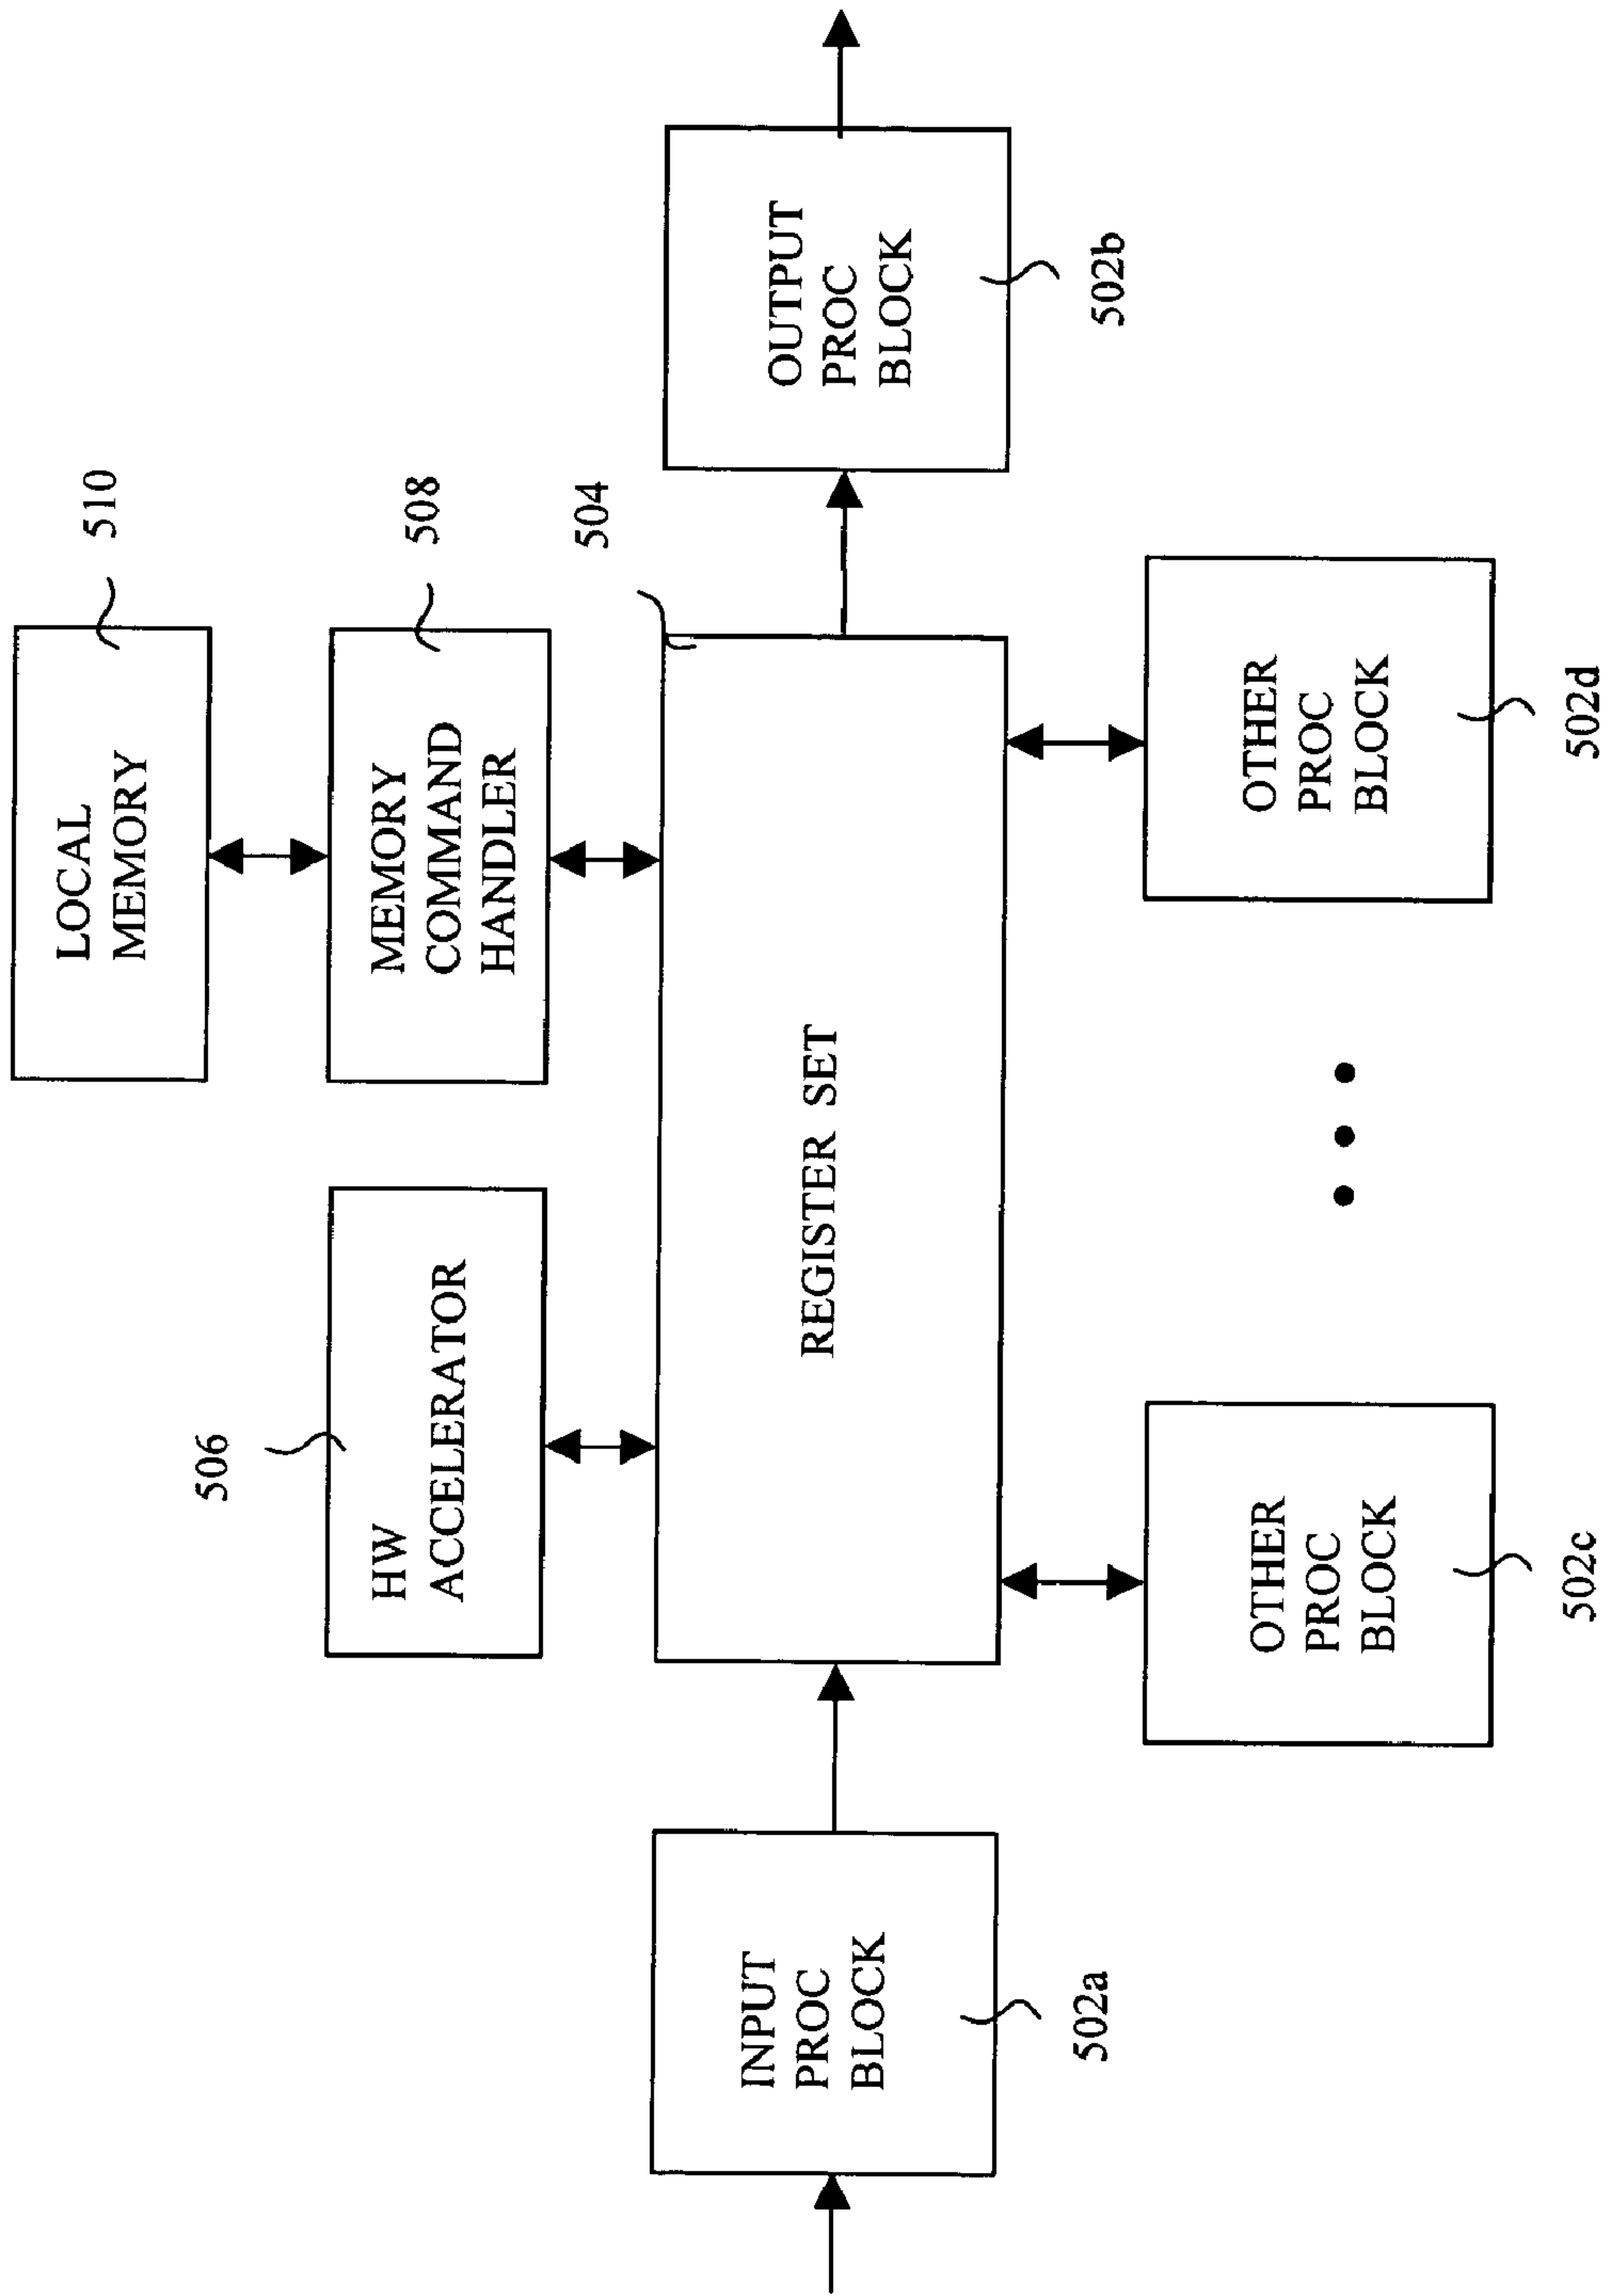 LOCAL
MEMORY
510
506
HW
ACCELERATOR
MEMORY
COMMAND
HANDLER
508
504
INPUT
PROC
BLOCK
502a
REGISTER SET
OUTPUT
PROC
BLOCK
502b
OTHER
PROC
BLOCK
502c
OTHER
PROC
BLOCK
502d